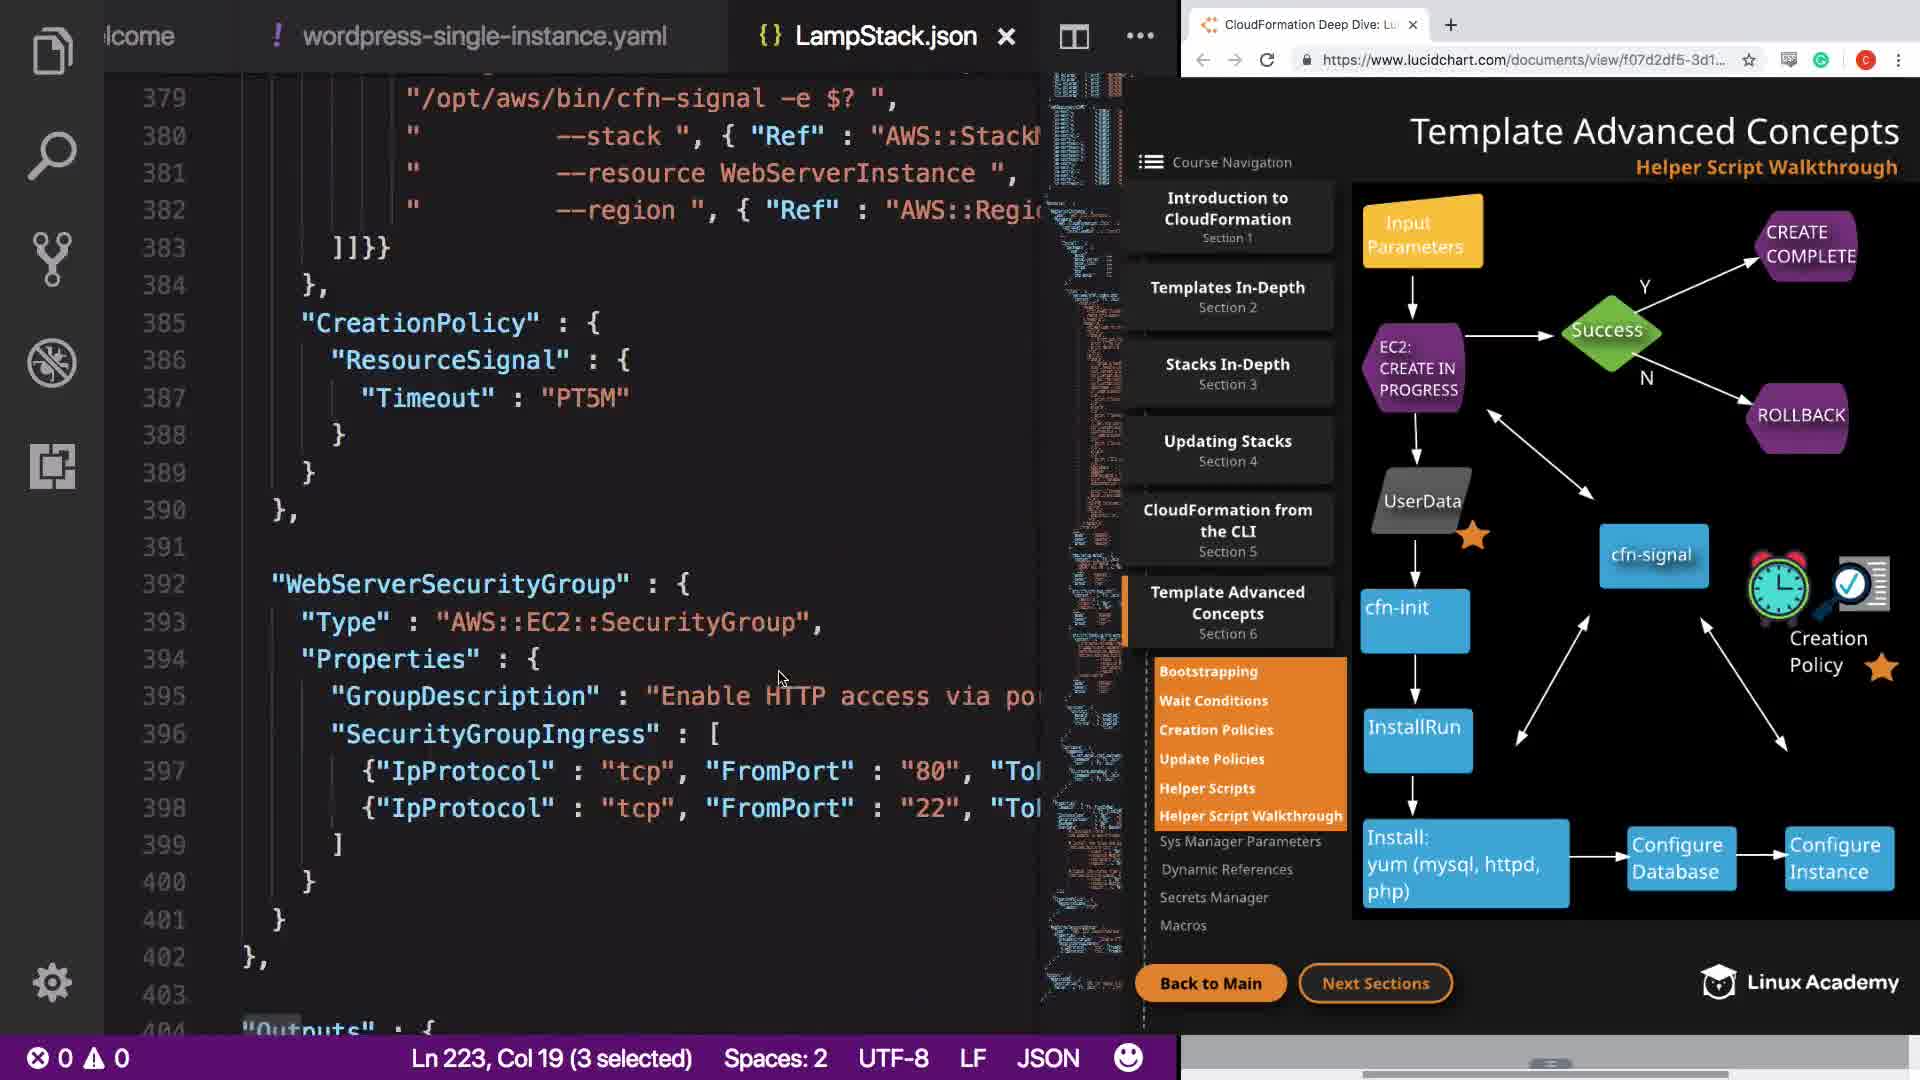 lcome
! wordpress-single-instance.yaml
{} LampStack.json
379 "/opt/aws/bin/cfn-signal -e $? ",
380 " --stack ", { "Ref" : "AWS::Stack
381 " --resource WebServerInstance ",
382 " --region ", { "Ref" : "AWS::Regi
383 ]]}}
384 },
385 "CreationPolicy" : {
386 "ResourceSignal" : {
387 "Timeout" : "PT5M"
388 }
389 }
390 },
391
392 "WebServerSecurityGroup" : {
393 "Type" : "AWS::EC2::SecurityGroup",
394 "Properties" : {
395 "GroupDescription" : "Enable HTTP access via po
396 "SecurityGroupIngress" : [
397 {"IpProtocol" : "tcp", "FromPort" : "80", "To
398 {"IpProtocol" : "tcp", "FromPort" : "22", "To
399 ]
400 }
401 }
402 },
403
404 "Outputs" : {
0 0
Ln 223, Col 19 (3 selected) Spaces: 2 UTF-8 LF JSON
CloudFormation Deep Dive: Lu
https://www.lucidchart.com/documents/view/f07d2df5-3d1...
C
Template Advanced Concepts
Helper Script Walkthrough
Course Navigation
Introduction to
CloudFormation
Section 1
Templates In-Depth
Section 2
Stacks In-Depth
Section 3
Updating Stacks
Section 4
CloudFormation from
the CLI
Section 5
Template Advanced
Concepts
Section 6
Bootstrapping
Wait Conditions
Creation Policies
Update Policies
Helper Scripts
Helper Script Walkthrough
Sys Manager Parameters
Dynamic References
Secrets Manager
Macros
Back to Main
Next Sections
Input
Parameters
EC2:
CREATE IN
PROGRESS
Success
Y
N
CREATE
COMPLETE
ROLLBACK
UserData
cfn-signal
cfn-init
Creation
Policy
InstallRun
Install:
yum (mysql, httpd,
php)
Configure
Database
Configure
Instance
Linux Academy